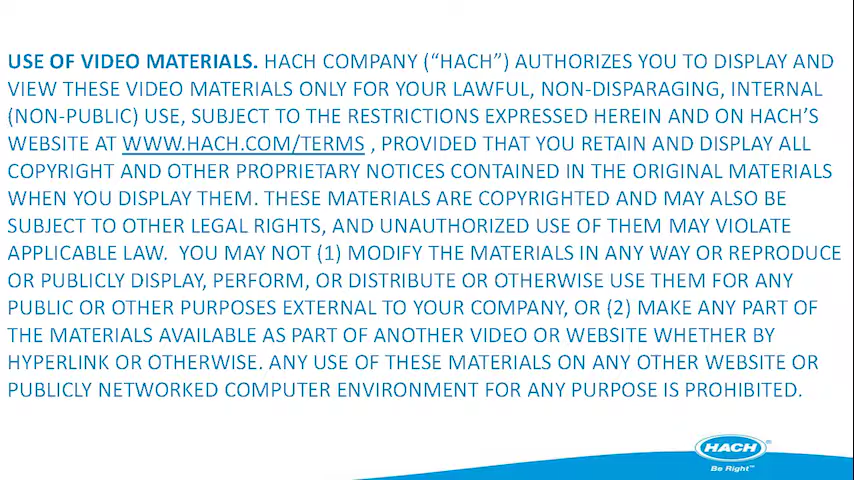 USE OF VIDEO MATERIALS. HACH COMPANY (“HACH”) AUTHORIZES YOU TO DISPLAY AND
VIEW THESE VIDEO MATERIALS ONLY FOR YOUR LAWFUL, NON-DISPARAGING, INTERNAL
(NON-PUBLIC) USE, SUBJECT TO THE RESTRICTIONS EXPRESSED HEREIN AND ON HACH’S
WEBSITE AT WWW.HACH.COM/TERMS , PROVIDED THAT YOU RETAIN AND DISPLAY ALL
COPYRIGHT AND OTHER PROPRIETARY NOTICES CONTAINED IN THE ORIGINAL MATERIALS
WHEN YOU DISPLAY THEM. THESE MATERIALS ARE COPYRIGHTED AND MAY ALSO BE
SUBJECT TO OTHER LEGAL RIGHTS, AND UNAUTHORIZED USE OF THEM MAY VIOLATE
APPLICABLE LAW.  YOU MAY NOT (1) MODIFY THE MATERIALS IN ANY WAY OR REPRODUCE
OR PUBLICLY DISPLAY, PERFORM, OR DISTRIBUTE OR OTHERWISE USE THEM FOR ANY
PUBLIC OR OTHER PURPOSES EXTERNAL TO YOUR COMPANY, OR (2) MAKE ANY PART OF
THE MATERIALS AVAILABLE AS PART OF ANOTHER VIDEO OR WEBSITE WHETHER BY
HYPERLINK OR OTHERWISE. ANY USE OF THESE MATERIALS ON ANY OTHER WEBSITE OR
PUBLICLY NETWORKED COMPUTER ENVIRONMENT FOR ANY PURPOSE IS PROHIBITED.
HACH®
Be Right™